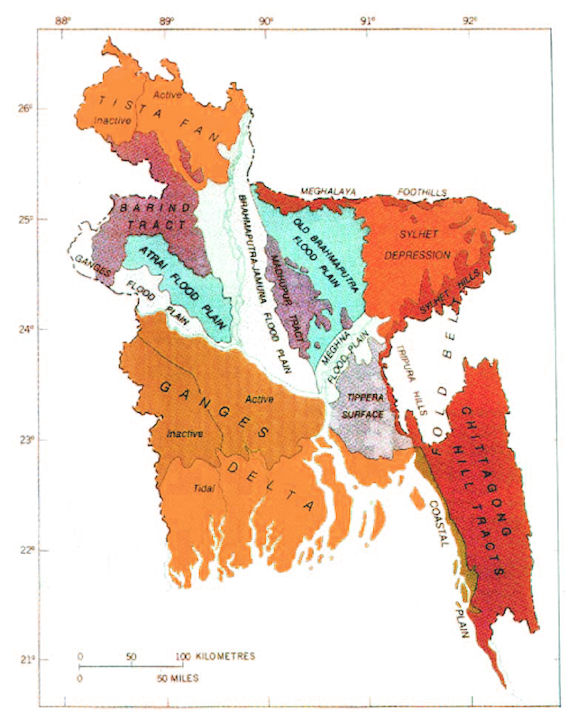 88° 89° 90° 91° 92°
26°
25°
24°
23°
22°
21°
TISTA FAN
Active
Inactive
BARIND
TRACT
GANGES
FLOOD PLAIN
ATRAI FLOOD PLAIN
BRAHMAPUTRA-JAMUNA FLOOD PLAIN
MADHUPUR TRACT
OLD BRAHMAPUTRA
FLOOD PLAIN
MEGHALAYA FOOTHILLS
SYLHET
DEPRESSION
SYLHET HILLS
MEGHNA
FLOOD PLAIN
TIPPERA
SURFACE
TRIPURA HILLS
FOLD BELT
CHITTAGONG
HILL TRACTS
COASTAL PLAIN
GANGES
DELTA
Active
Inactive
Tidal
0 50 100 KILOMETRES
0 50 MILES